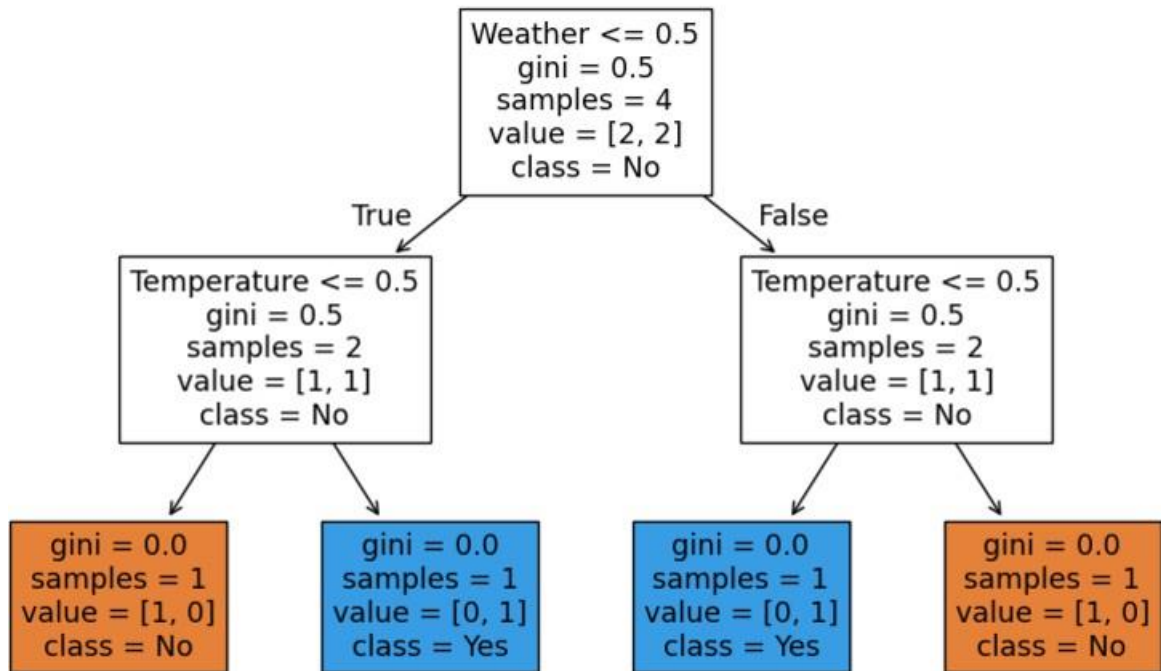 Weather <= 0.5
gini = 0.5
samples = 4
value = [2, 2]
class = No
True
False
Temperature <= 0.5
gini = 0.5
samples = 2
value = [1, 1]
class = No
Temperature <= 0.5
gini = 0.5
samples = 2
value = [1, 1]
class = No
gini = 0.0
samples = 1
value = [1, 0]
class = No
gini = 0.0
samples = 1
value = [0, 1]
class = Yes
gini = 0.0
samples = 1
value = [0, 1]
class = Yes
gini = 0.0
samples = 1
value = [1, 0]
class = No